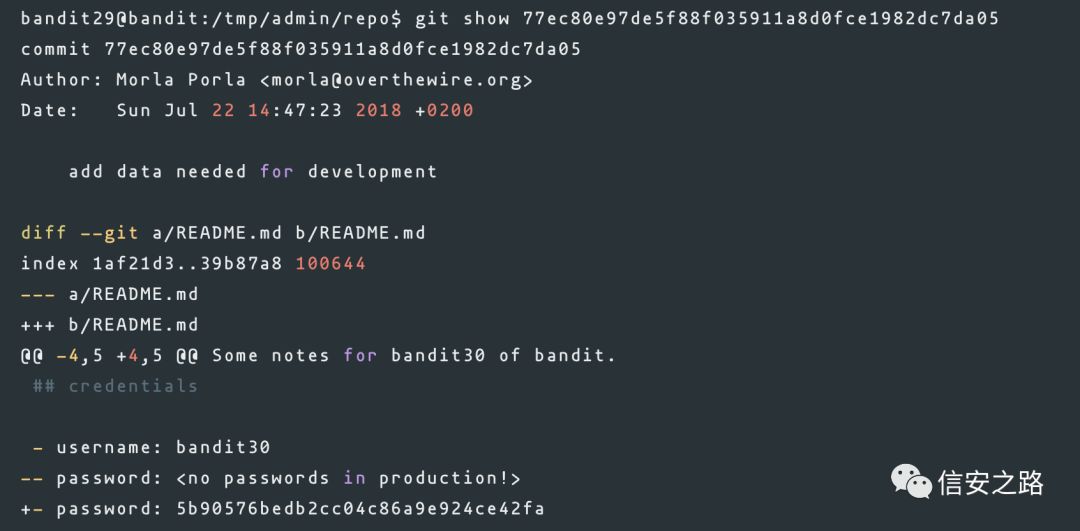 bandit29@bandit:/tmp/admin/repo$ git show 77ec80e97de5f88f035911a8d0fce1982dc7da05
commit 77ec80e97de5f88f035911a8d0fce1982dc7da05
Author: Morla Porla <morla@overthewire.org>
Date:   Sun Jul 22 14:47:23 2018 +0200
    add data needed for development
diff --git a/README.md b/README.md
index 1af21d3..39b87a8 100644
--- a/README.md
+++ b/README.md
@@ -4,5 +4,5 @@ Some notes for bandit30 of bandit.
 ## credentials
 - username: bandit30
-- password: <no passwords in production!>
+- password: 5b90576bedb2cc04c86a9e924ce42fa
信安之路